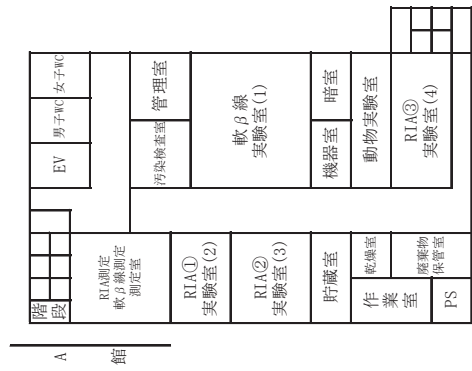 EV
男子WC
女子WC
汚染検査室
管理室
軟β線
実験室(1)
機器室
暗室
動物実験室
RIA③
実験室(4)
階
段
RIA測定
軟β線測定
測定室
RIA①
実験室(2)
RIA②
実験室(3)
貯蔵室
作
業
室
乾燥室
PS
廃棄物
保管室
A
館